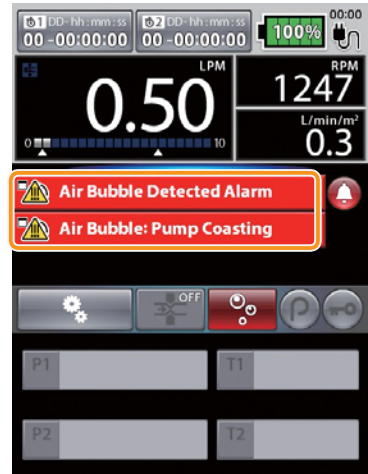 1 DD- hh : mm : ss 2 DD- hh : mm : ss 00:00
00 -00:00:00 00 -00:00:00 100%
LPM RPM
0.50 1247
L/min/m²
0 10 0.3
Air Bubble Detected Alarm
Air Bubble: Pump Coasting
OFF P
P1 T1
P2 T2